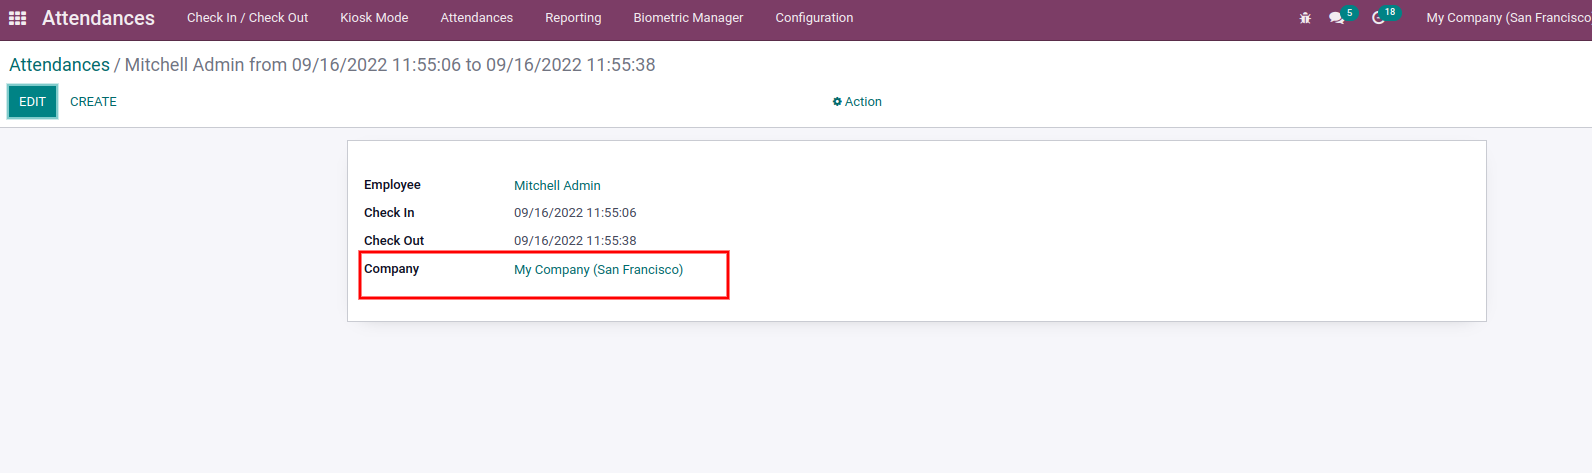 Attendances Check In / Check Out Kiosk Mode Attendances Reporting Biometric Manager Configuration 5 18 My Company (San Francisco
Attendances / Mitchell Admin from 09/16/2022 11:55:06 to 09/16/2022 11:55:38
EDIT CREATE Action
Employee Mitchell Admin
Check In 09/16/2022 11:55:06
Check Out 09/16/2022 11:55:38
Company My Company (San Francisco)